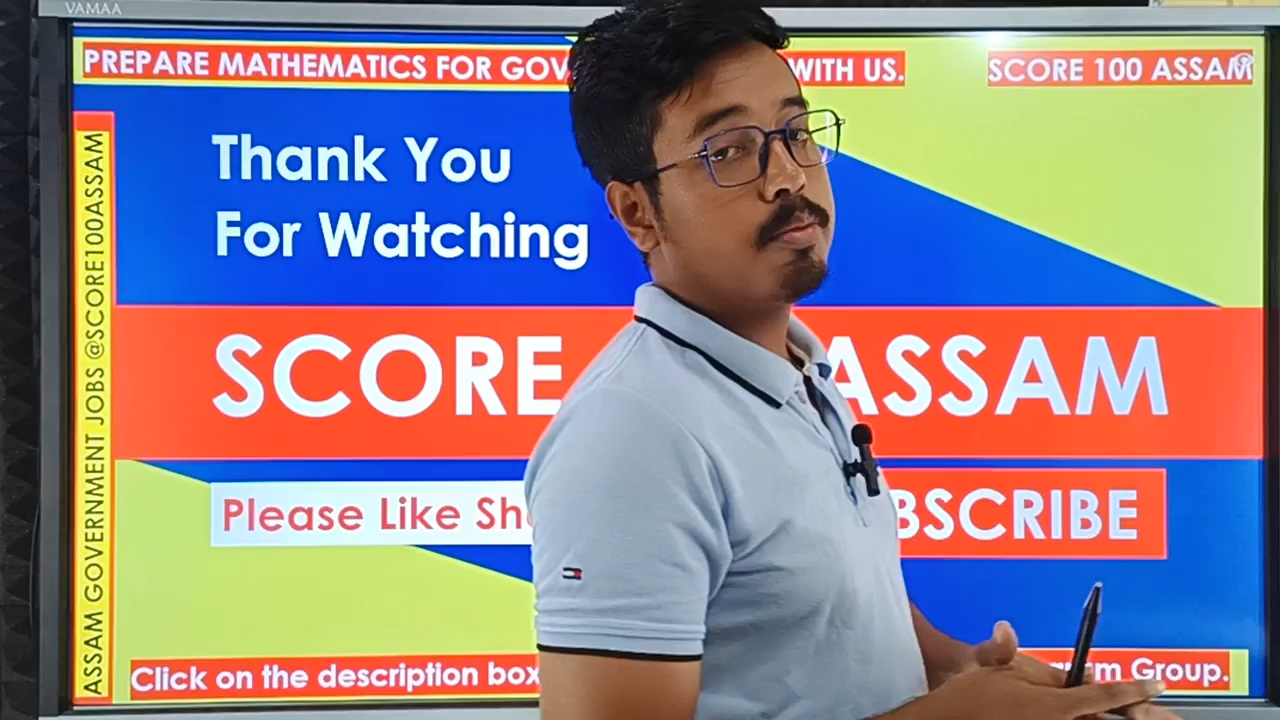 VAMAA
PREPARE MATHEMATICS FOR GOV WITH US.
SCORE 100 ASSAM
ASSAM GOVERNMENT JOBS @SCORE100ASSAM
Thank You
For Watching
SCORE ASSAM
Please Like Sh BSCRIBE
Click on the description box Group.